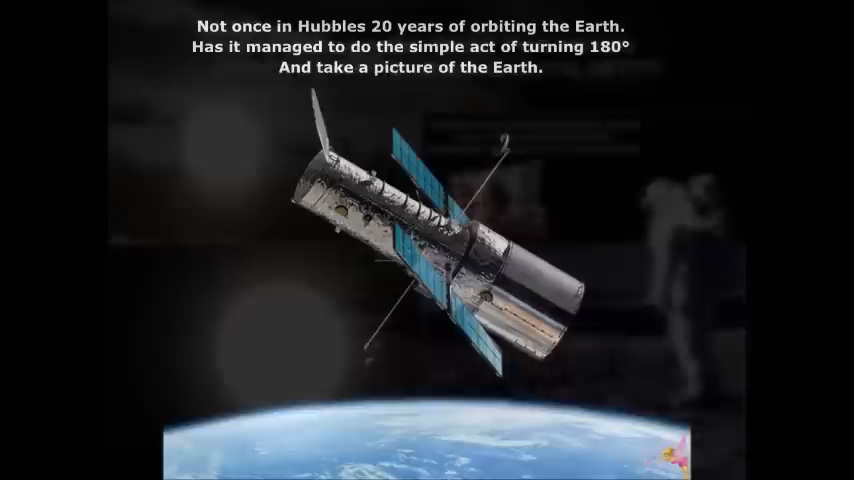 Not once in Hubbles 20 years of orbiting the Earth.
Has it managed to do the simple act of turning 180°
And take a picture of the Earth.